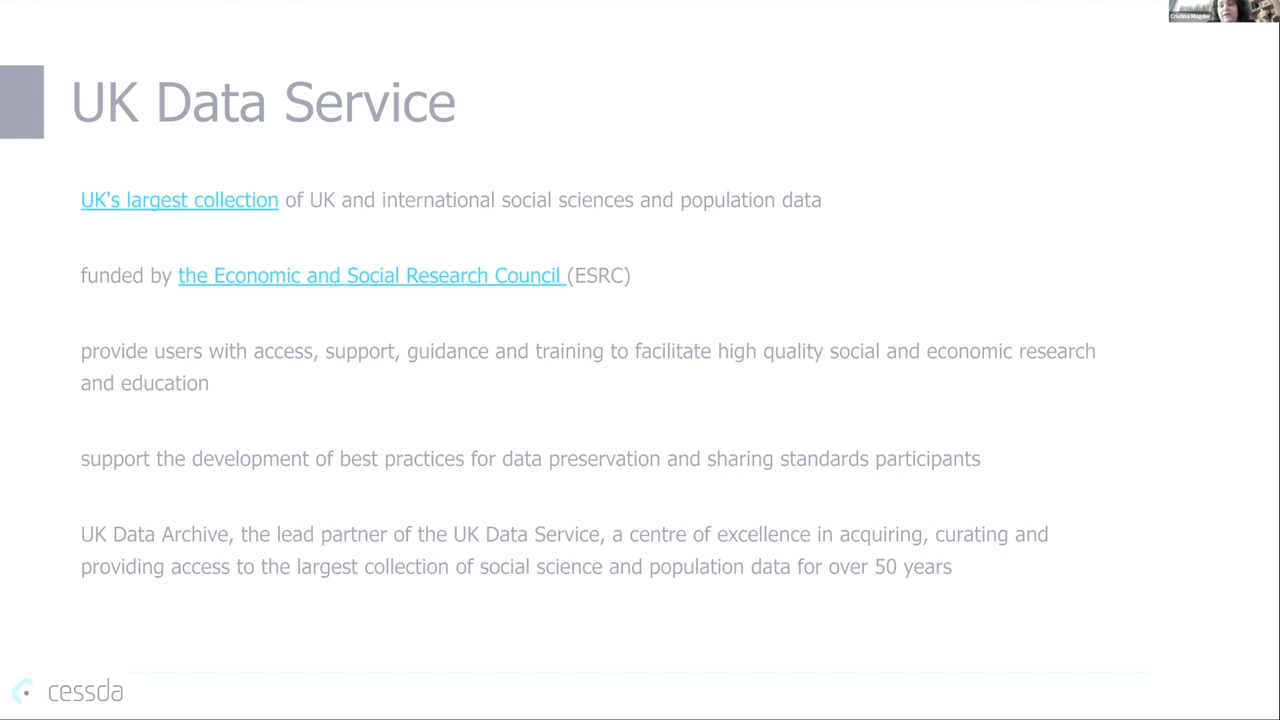 Cristina Magder
UK Data Service
UK's largest collection of UK and international social sciences and population data
funded by the Economic and Social Research Council (ESRC)
provide users with access, support, guidance and training to facilitate high quality social and economic research
and education
support the development of best practices for data preservation and sharing standards participants
UK Data Archive, the lead partner of the UK Data Service, a centre of excellence in acquiring, curating and
providing access to the largest collection of social science and population data for over 50 years
cessda